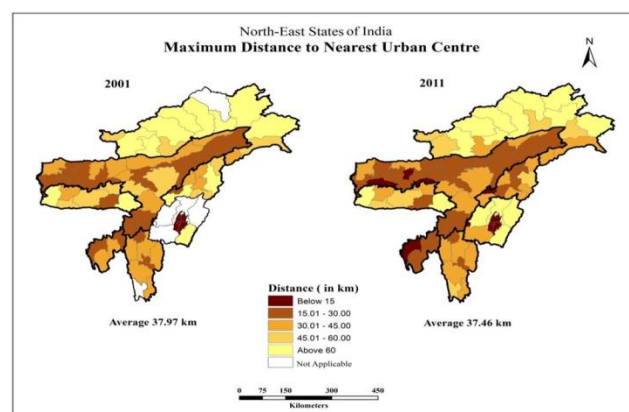 North-East States of India
Maximum Distance to Nearest Urban Centre
N
2001
2011
Distance ( in km)
Below 15
15.01 - 30.00
30.01 - 45.00
45.01 - 60.00
Above 60
Not Applicable
Average 37.97 km
Average 37.46 km
0 75 150 300 450
Kilometers